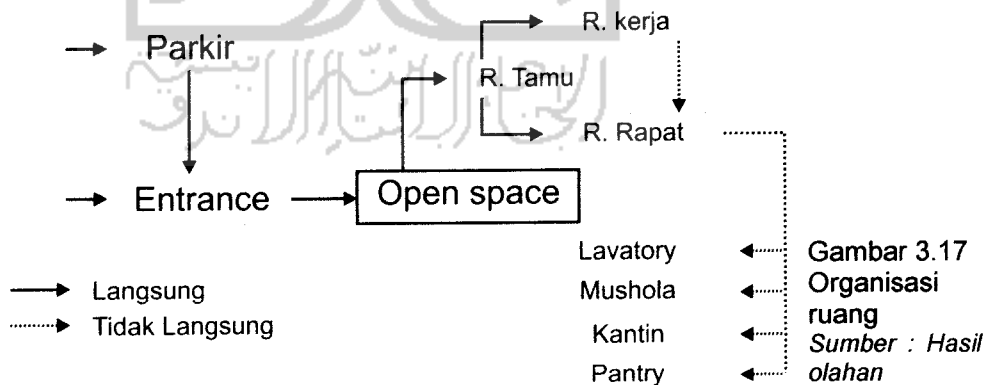 R. kerja
Parkir
R. Tamu
R. Rapat
Entrance
Open space
Lavatory
Mushola
Kantin
Pantry
Langsung
Tidak Langsung
Gambar 3.17
Organisasi
ruang
Sumber : Hasil
olahan